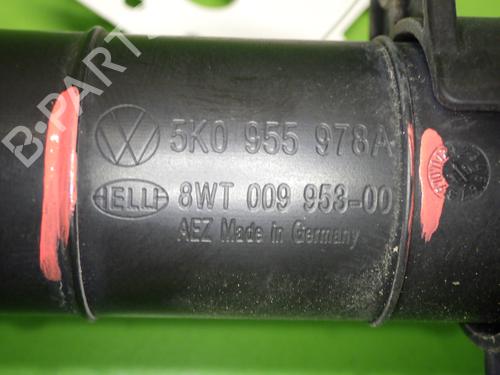 B-Parts
5K0 955 978A
HELLA
8WT 009 953-00
AEZ Made in Germany